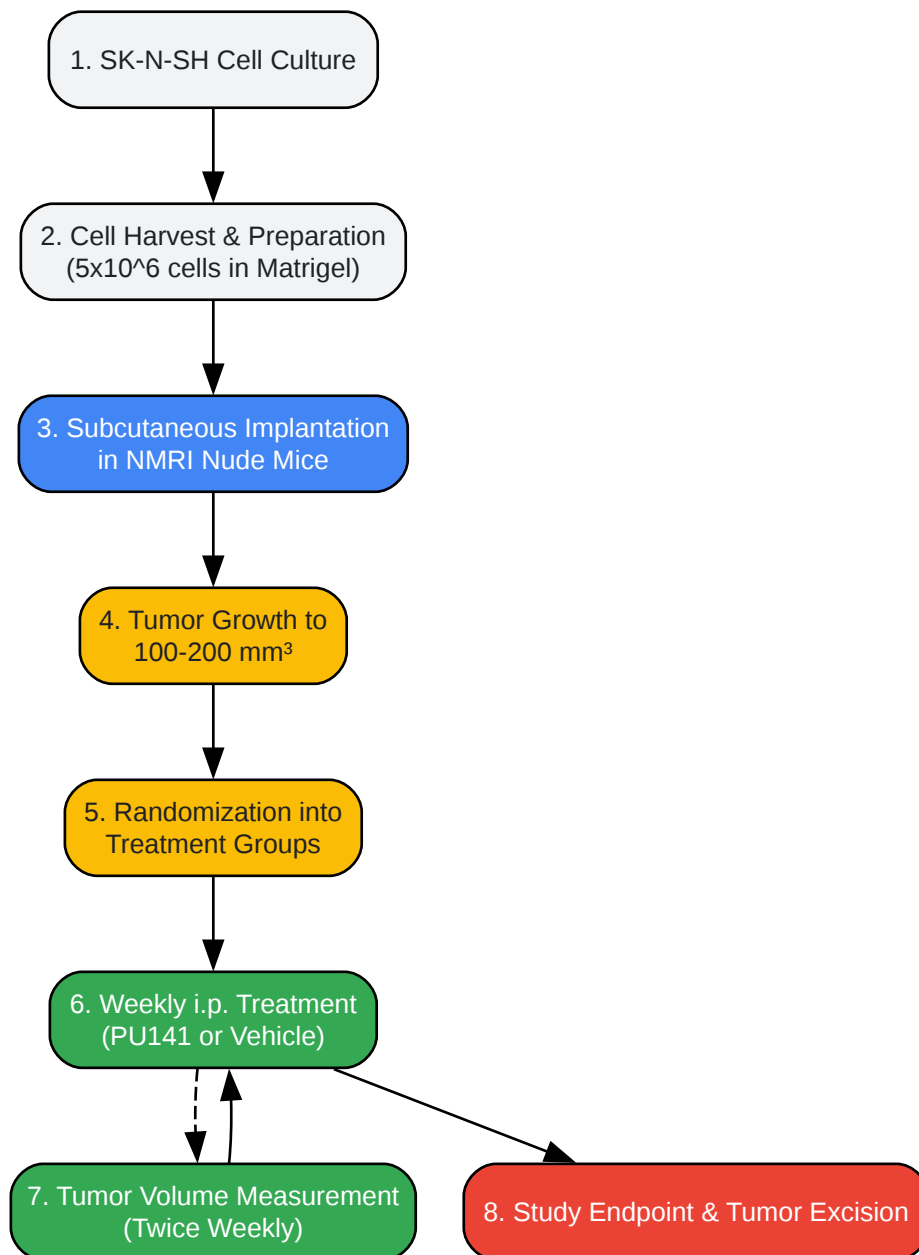 1. SK-N-SH Cell Culture
2. Cell Harvest & Preparation
(5x10^6 cells in Matrigel)
3. Subcutaneous Implantation
in NMRI Nude Mice
4. Tumor Growth to
100-200 mm³
5. Randomization into
Treatment Groups
6. Weekly i.p. Treatment
(PU141 or Vehicle)
7. Tumor Volume Measurement
(Twice Weekly)
8. Study Endpoint & Tumor Excision